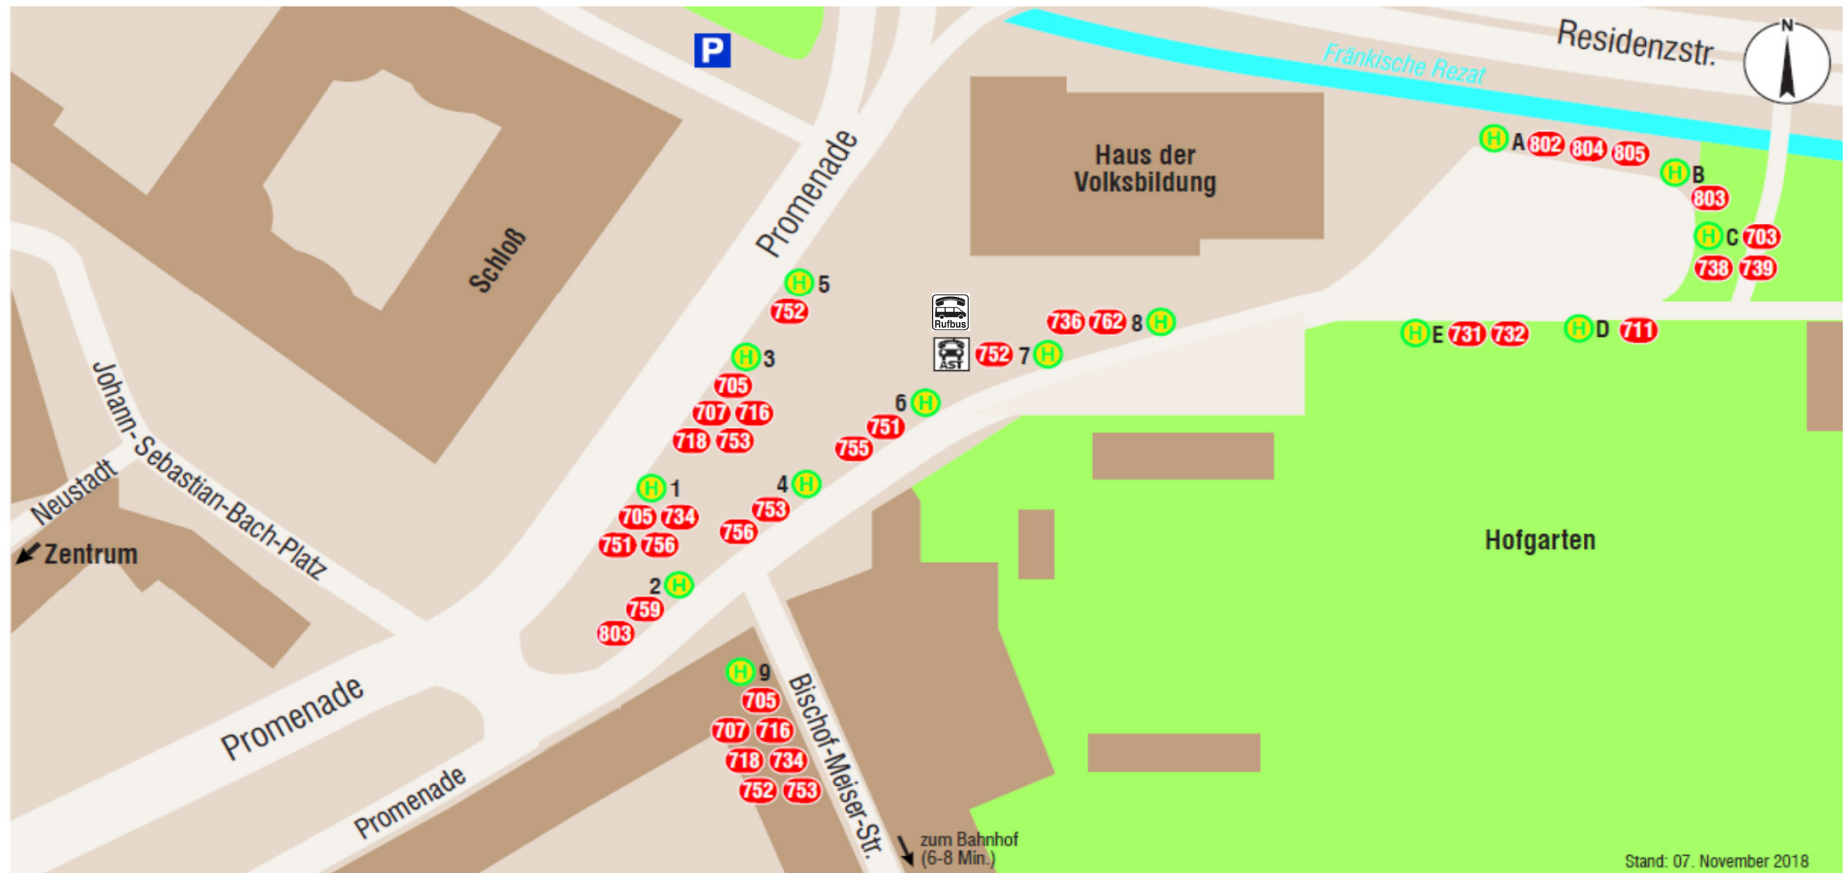 P
Residenzstr.
N
Fränkische Rezat
Haus der
Volksbildung
H A 802 804 805
H B
803
H C 703
738 739
Promenade
Schloß
H 5
752
Rufbus
AST
752 7 H
736 762 8 H
H E 731 732
H D 711
H 3
705
707 716
718 753
6 H
751
755
Johann-Sebastian-Bach-Platz
Neustadt
Zentrum
H 1
705 734
751 756
4 H
753
756
Hofgarten
2 H
759
803
H 9
705
707 716
718 734
752 753
Promenade
Promenade
Bischof-Meiser-Str.
zum Bahnhof
(6-8 Min.)
Stand: 07. November 2018